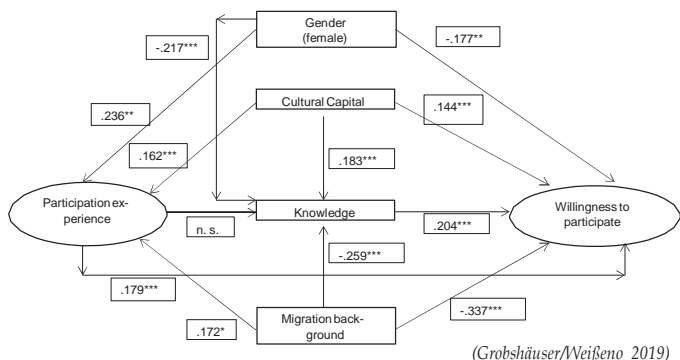 Gender
(female)
-.217***
-.177**
Cultural Capital
.236**
.144***
.162***
.183***
Participation ex-
perience
Knowledge
Willingness to
participate
n. s.
.204***
-.259***
.179***
Migration back-
ground
-.337***
.172*
(Grobshäuser/Weißeno 2019)